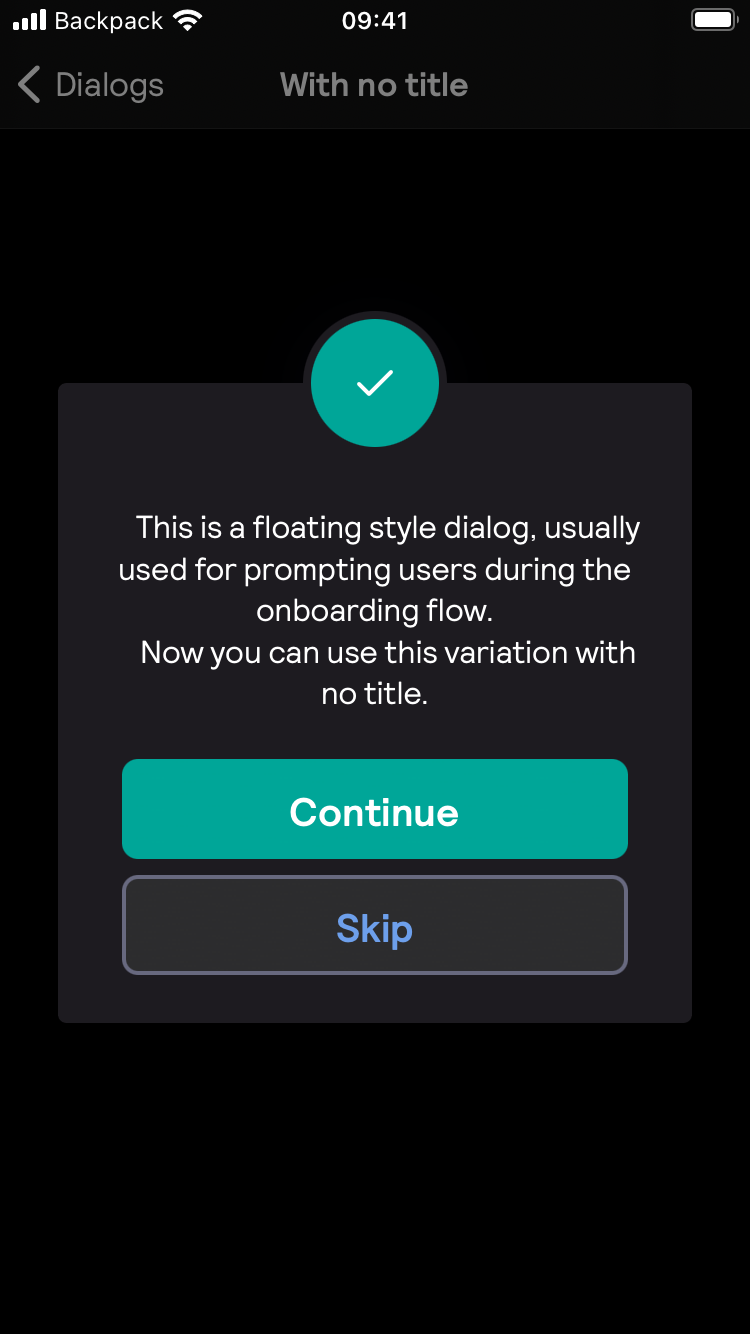 Backpack 09:41
Dialogs With no title
This is a floating style dialog, usually
used for prompting users during the
onboarding flow.
Now you can use this variation with
no title.
Continue
Skip